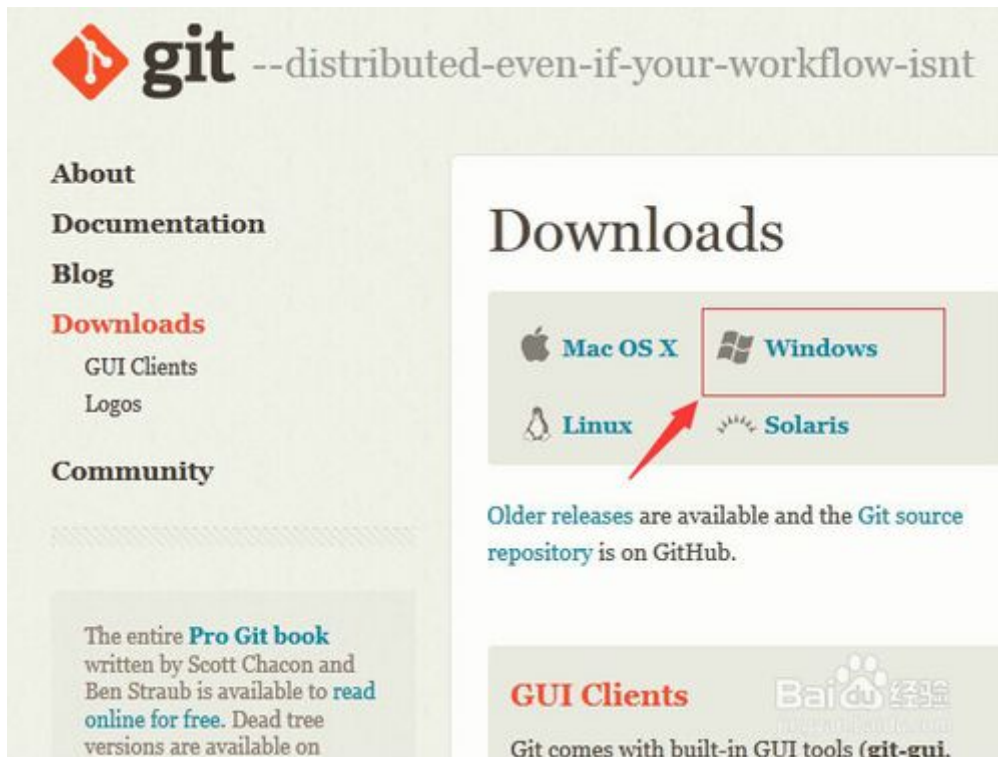 git --distributed-even-if-your-workflow-isnt
About
Documentation
Blog
Downloads
GUI Clients
Logos
Community
The entire Pro Git book
written by Scott Chacon and
Ben Straub is available to read
online for free. Dead tree
versions are available on
Downloads
Mac OS X
Windows
Linux
Solaris
Older releases are available and the Git source
repository is on GitHub.
GUI Clients
Baidu 经验
Git comes with built-in GUI tools (git-gui,